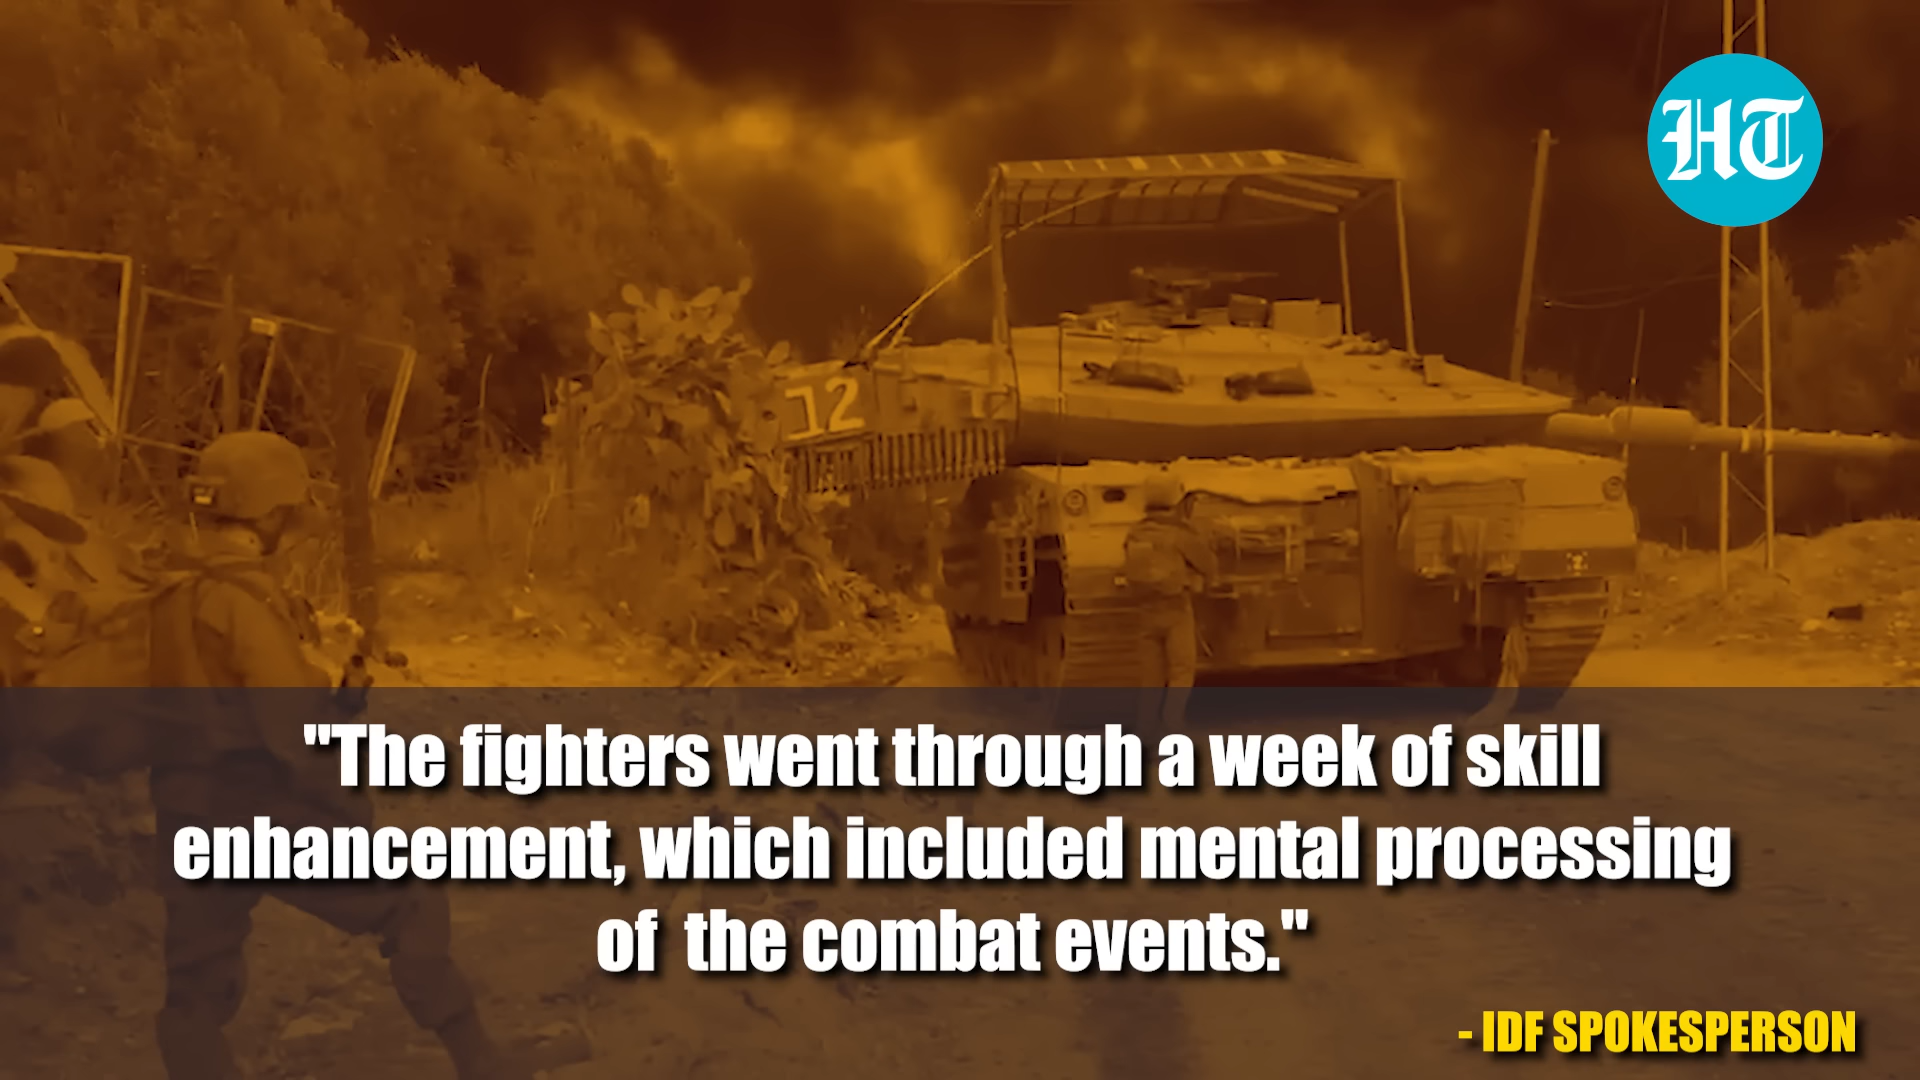 HT
12
"The fighters went through a week of skill
enhancement, which included mental processing
of  the combat events."
- IDF SPOKESPERSON